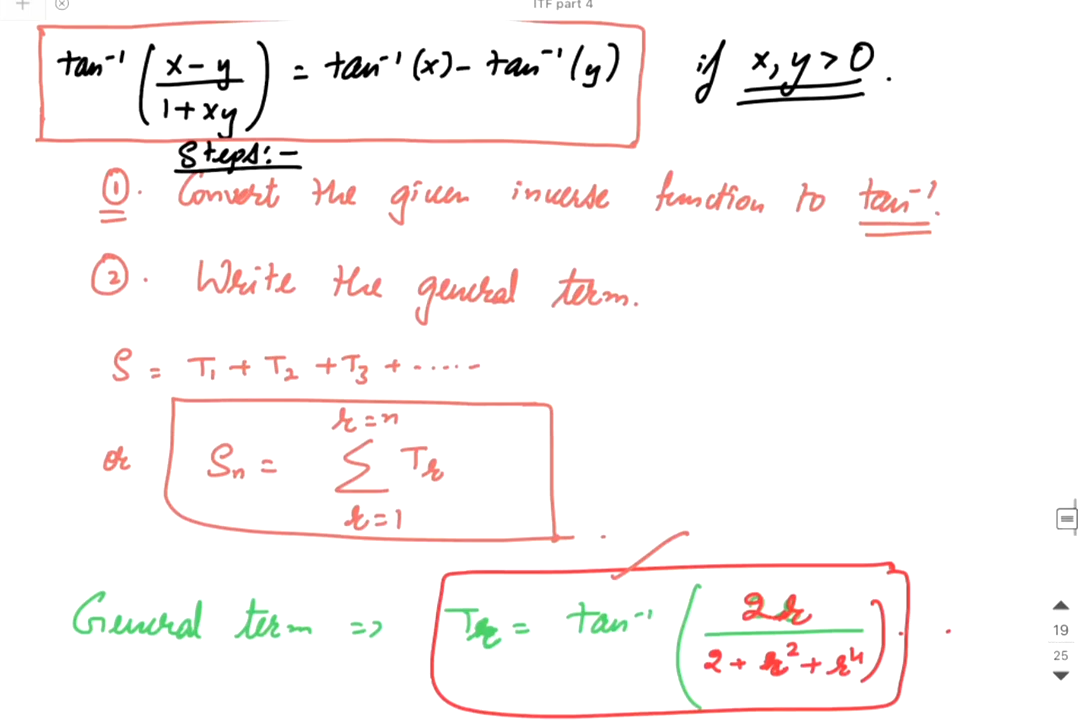 ITF part 4
tan⁻¹ (x-y / 1+xy) = tan⁻¹(x) - tan⁻¹(y) if x, y > 0.
Steps:-
①. Convert the given inverse function to tan⁻¹.
②. Write the general term.
S = T₁ + T₂ + T₃ + ......
r=n
or Sₙ = Σ Tᵣ
r=1
General term => Tᵣ = tan⁻¹ (2r / 2 + r² + r⁴).
19
25